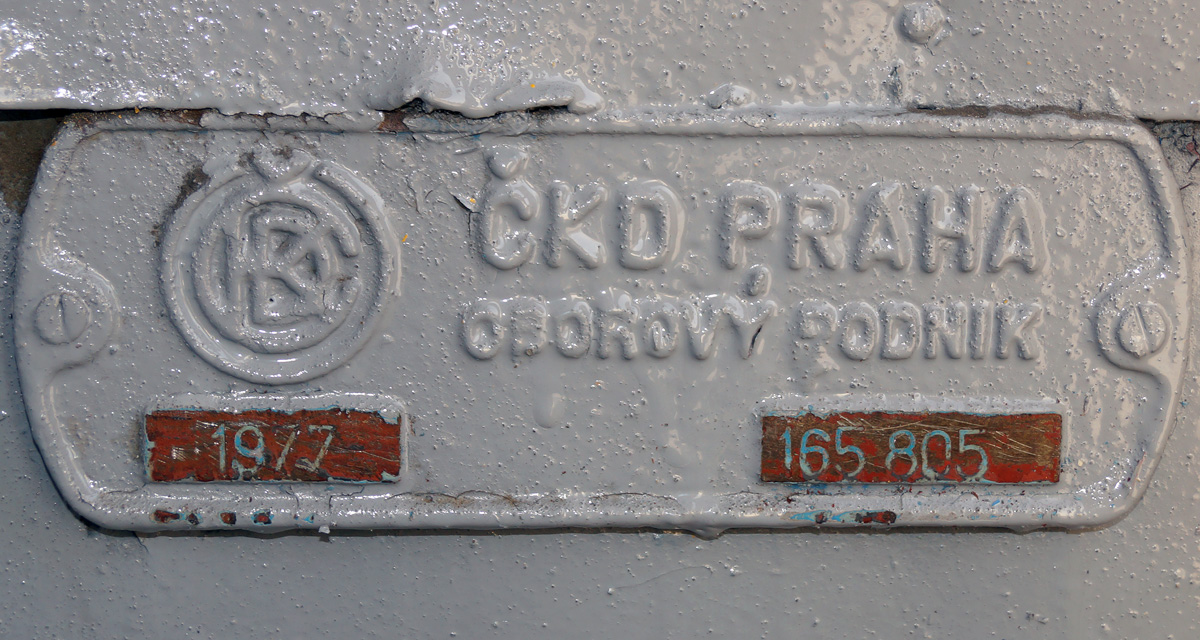 ČKD PRAHA
OBOROVÝ PODNIK
1977 165 805